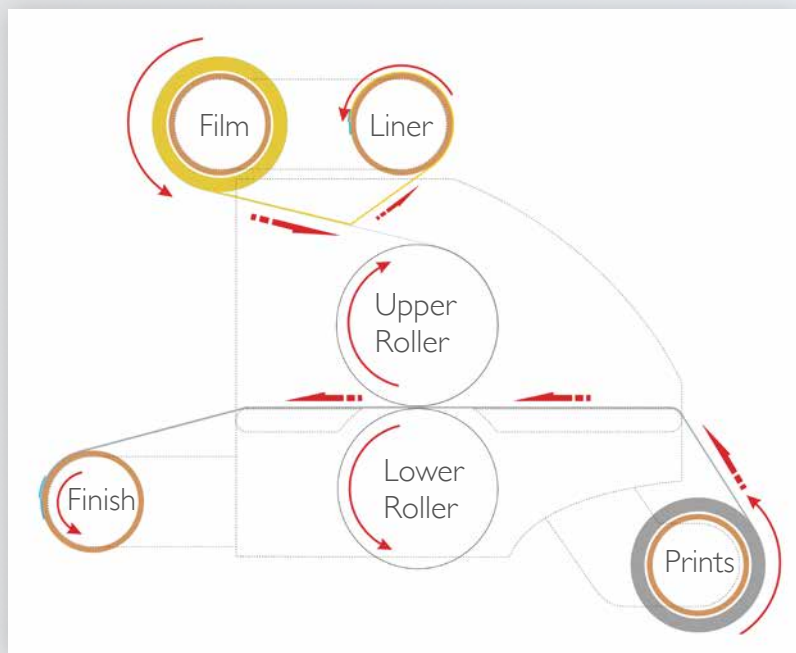 Film
Liner
Upper
Roller
Lower
Roller
Finish
Prints